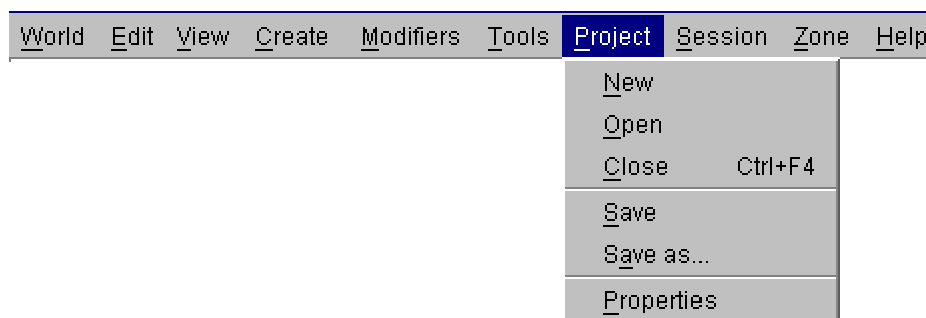 World Edit View Create Modifiers Tools Project Session Zone Help
New
Open
Close Ctrl+F4
Save
Save as...
Properties